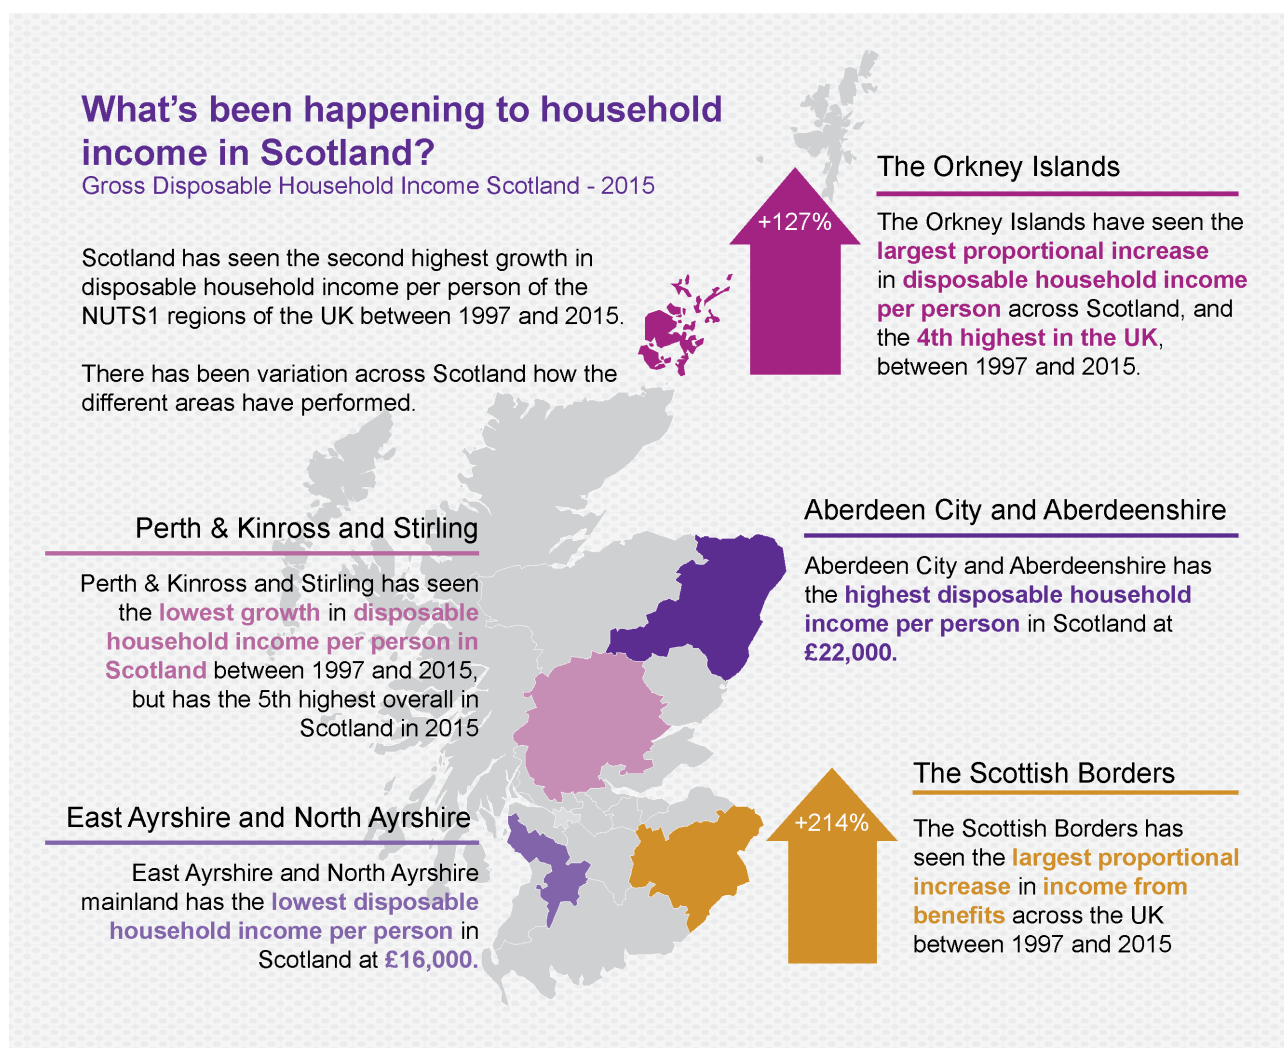 What's been happening to household
income in Scotland?
Gross Disposable Household Income Scotland - 2015
Scotland has seen the second highest growth in
disposable household income per person of the
NUTS1 regions of the UK between 1997 and 2015.
There has been variation across Scotland how the
different areas have performed.
+127%
The Orkney Islands
The Orkney Islands have seen the
largest proportional increase
in disposable household income
per person across Scotland, and
the 4th highest in the UK,
between 1997 and 2015.
Perth & Kinross and Stirling
Perth & Kinross and Stirling has seen
the lowest growth in disposable
household income per person in
Scotland between 1997 and 2015,
but has the 5th highest overall in
Scotland in 2015
Aberdeen City and Aberdeenshire
Aberdeen City and Aberdeenshire has
the highest disposable household
income per person in Scotland at
£22,000.
East Ayrshire and North Ayrshire
East Ayrshire and North Ayrshire
mainland has the lowest disposable
household income per person in
Scotland at £16,000.
+214%
The Scottish Borders
The Scottish Borders has
seen the largest proportional
increase in income from
benefits across the UK
between 1997 and 2015